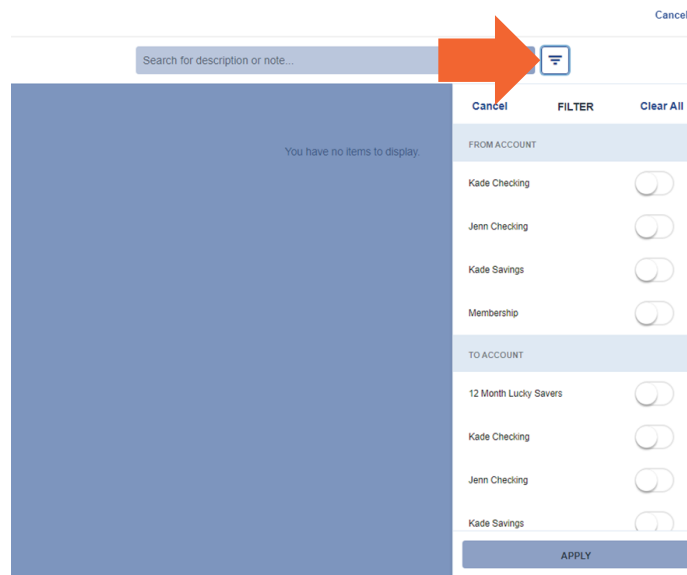 Cancel
Search for description or note...
Cancel FILTER Clear All
You have no items to display.
FROM ACCOUNT
Kade Checking
Jenn Checking
Kade Savings
Membership
TO ACCOUNT
12 Month Lucky Savers
Kade Checking
Jenn Checking
Kade Savings
APPLY